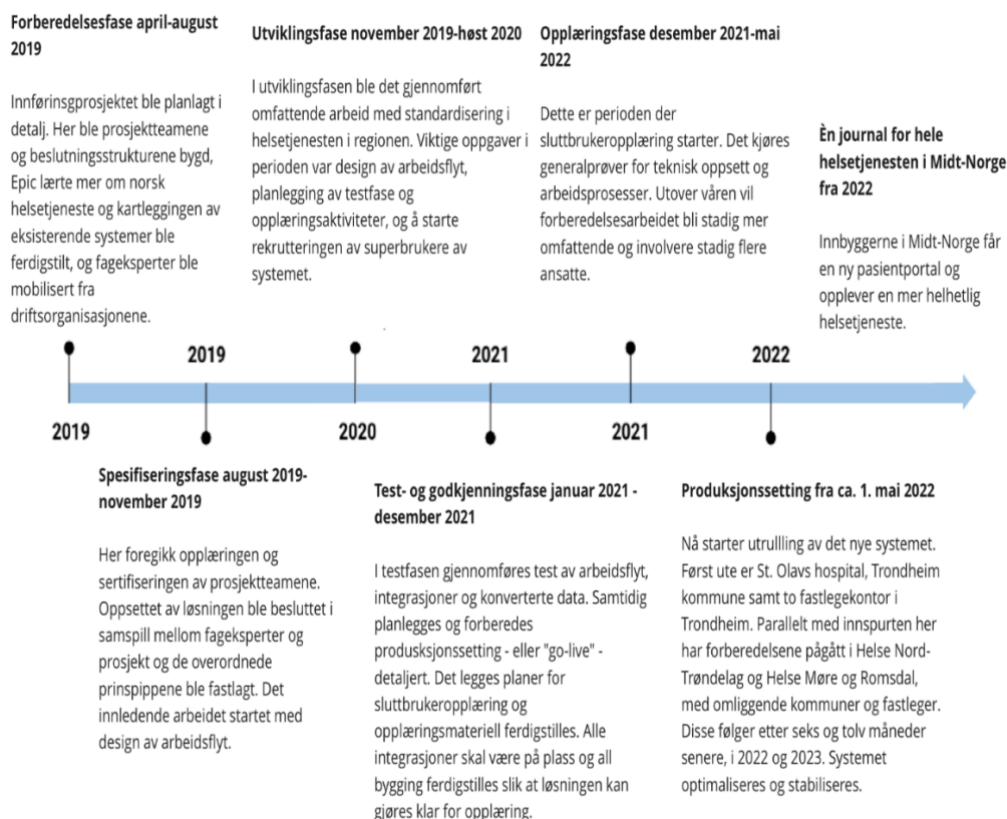 Forberedelsesfase april-august
2019
Innførinsgprosjektet ble planlagt i
detalj. Her ble prosjektteamene
og beslutningsstrukturene bygd,
Epic lærte mer om norsk
helsetjeneste og kartleggingen av
eksisterende systemer ble
ferdigstilt, og fageksperter ble
mobilisert fra
driftsorganisasjonene.
Utviklingsfase november 2019-høst 2020
I utviklingsfasen ble det gjennomført
omfattende arbeid med standardisering i
helsetjenesten i regionen. Viktige oppgaver i
perioden var design av arbeidsflyt,
planlegging av testfase og
opplæringsaktiviteter, og å starte
rekrutteringen av superbrukere av
systemet.
Opplæringsfase desember 2021-mai
2022
Dette er perioden der
sluttbrukeropplæring starter. Det kjøres
generalprøver for teknisk oppsett og
arbeidsprosesser. Utover våren vil
forberedelsesarbeidet bli stadig mer
omfattende og involvere stadig flere
ansatte.
Èn journal for hele
helsetjenesten i Midt-Norge
fra 2022
Innbyggerne i Midt-Norge får
en ny pasientportal og
opplever en mer helhetlig
helsetjeneste.
2019
2021
2022
2019
2020
2021
Spesifiseringsfase august 2019-
november 2019
Her foregikk opplæringen og
sertifiseringen av prosjektteamene.
Oppsettet av løsningen ble besluttet i
samspill mellom fageksperter og
prosjekt og de overordnede
prinspippene ble fastlagt. Det
innledende arbeidet startet med
design av arbeidsflyt.
Test- og godkjenningsfase januar 2021 -
desember 2021
I testfasen gjennomføres test av arbeidsflyt,
integrasjoner og konverterte data. Samtidig
planlegges og forberedes
produsksjonssetting - eller "go-live" -
detaljert. Det legges planer for
sluttbrukeropplæring og
opplæringsmateriell ferdigstilles. Alle
integrasjoner skal være på plass og all
bygging ferdigstilles slik at løsningen kan
gjøres klar for opplæring.
Produksjonssetting fra ca. 1. mai 2022
Nå starter utrullling av det nye systemet.
Først ute er St. Olavs hospital, Trondheim
kommune samt to fastlegekontor i
Trondheim. Parallelt med innspurten her
har forberedelsene pågått i Helse Nord-
Trøndelag og Helse Møre og Romsdal,
med omliggende kommuner og fastleger.
Disse følger etter seks og tolv måneder
senere, i 2022 og 2023. Systemet
optimaliseres og stabiliseres.